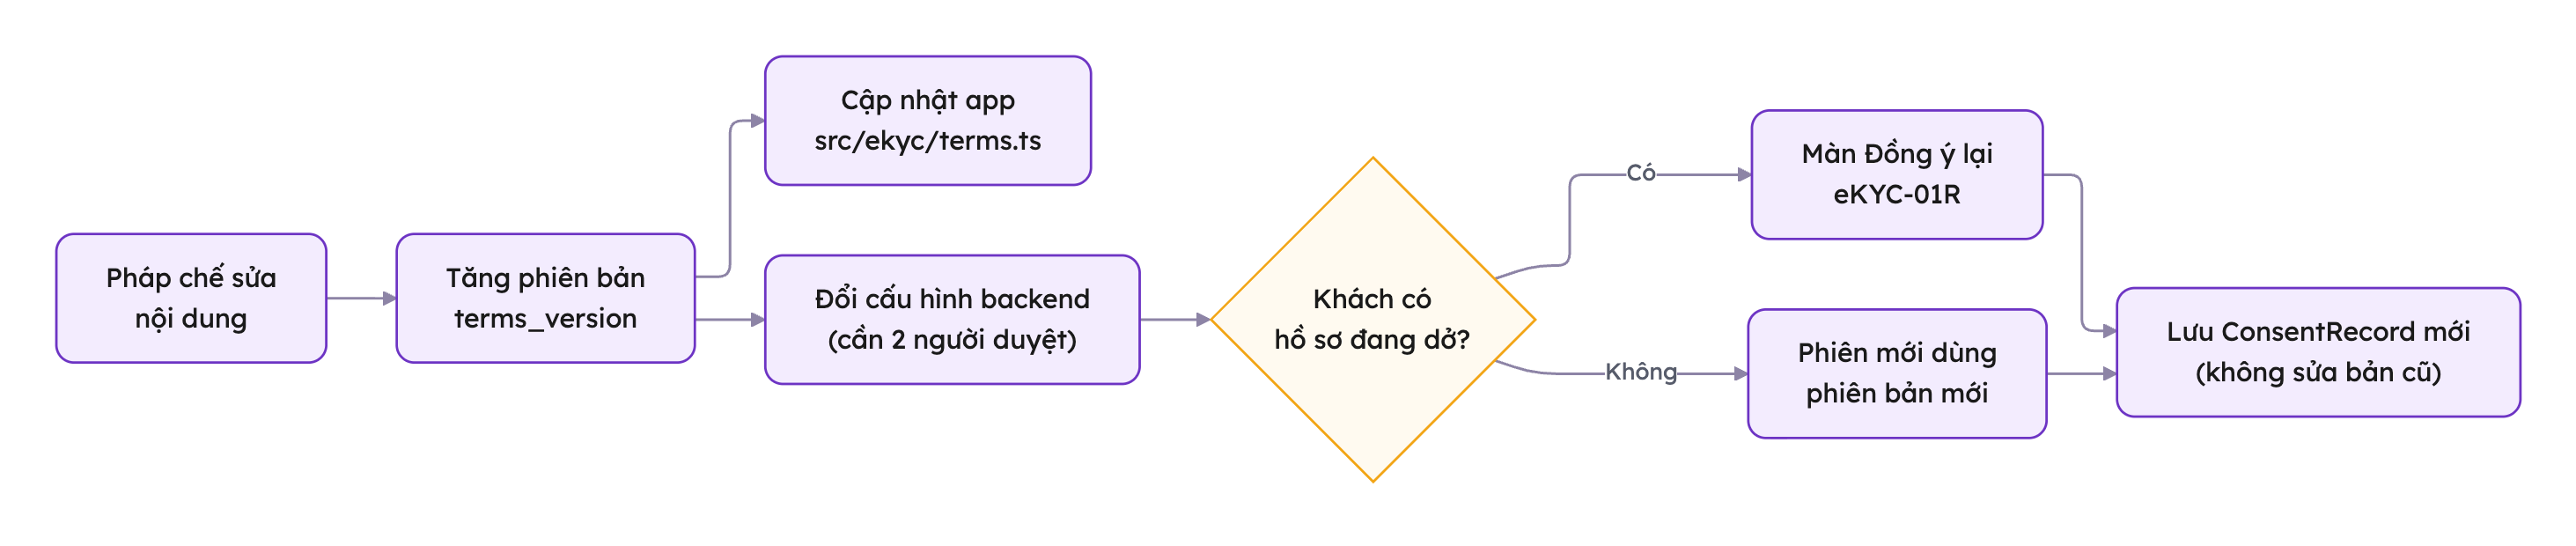 Pháp chế sửa
nội dung
Tăng phiên bản
terms_version
Cập nhật app
src/ekyc/terms.ts
Đổi cấu hình backend
(cần 2 người duyệt)
Khách có
hồ sơ đang dở?
Có
Màn Đồng ý lại
eKYC-01R
Không
Phiên mới dùng
phiên bản mới
Lưu ConsentRecord mới
(không sửa bản cũ)